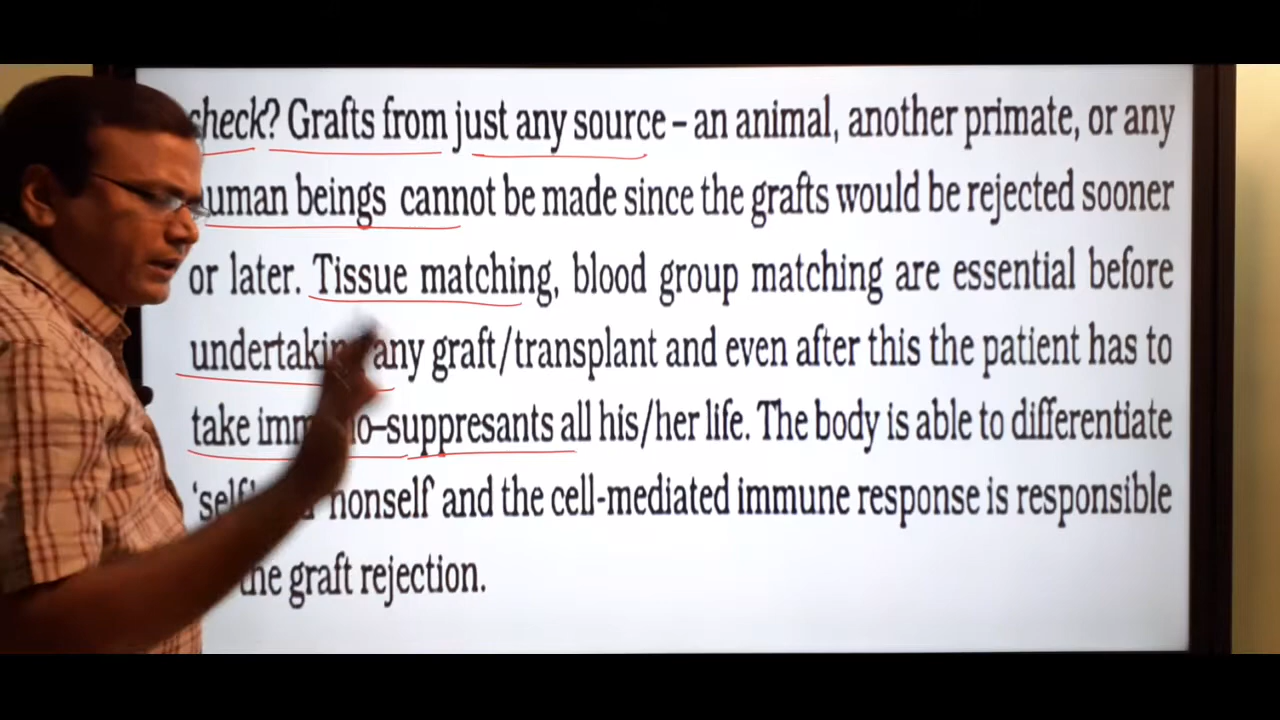 check? Grafts from just any source – an animal, another primate, or any
human beings cannot be made since the grafts would be rejected sooner
or later. Tissue matching, blood group matching are essential before
undertaking any graft/transplant and even after this the patient has to
take immuno–suppresants all his/her life. The body is able to differentiate
'self' nonself' and the cell-mediated immune response is responsible
the graft rejection.